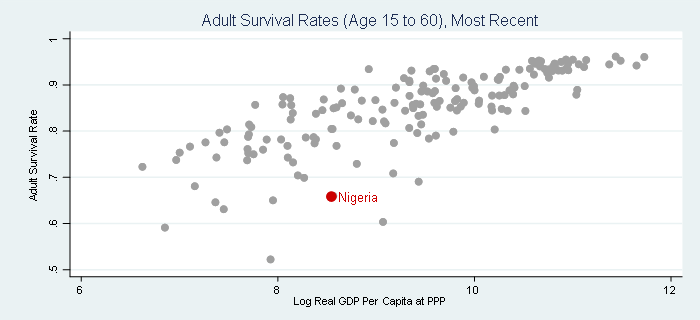 Adult Survival Rates (Age 15 to 60), Most Recent
1
.9
.8
.7
.6
.5
Adult Survival Rate
Nigeria
6 8 10 12
Log Real GDP Per Capita at PPP